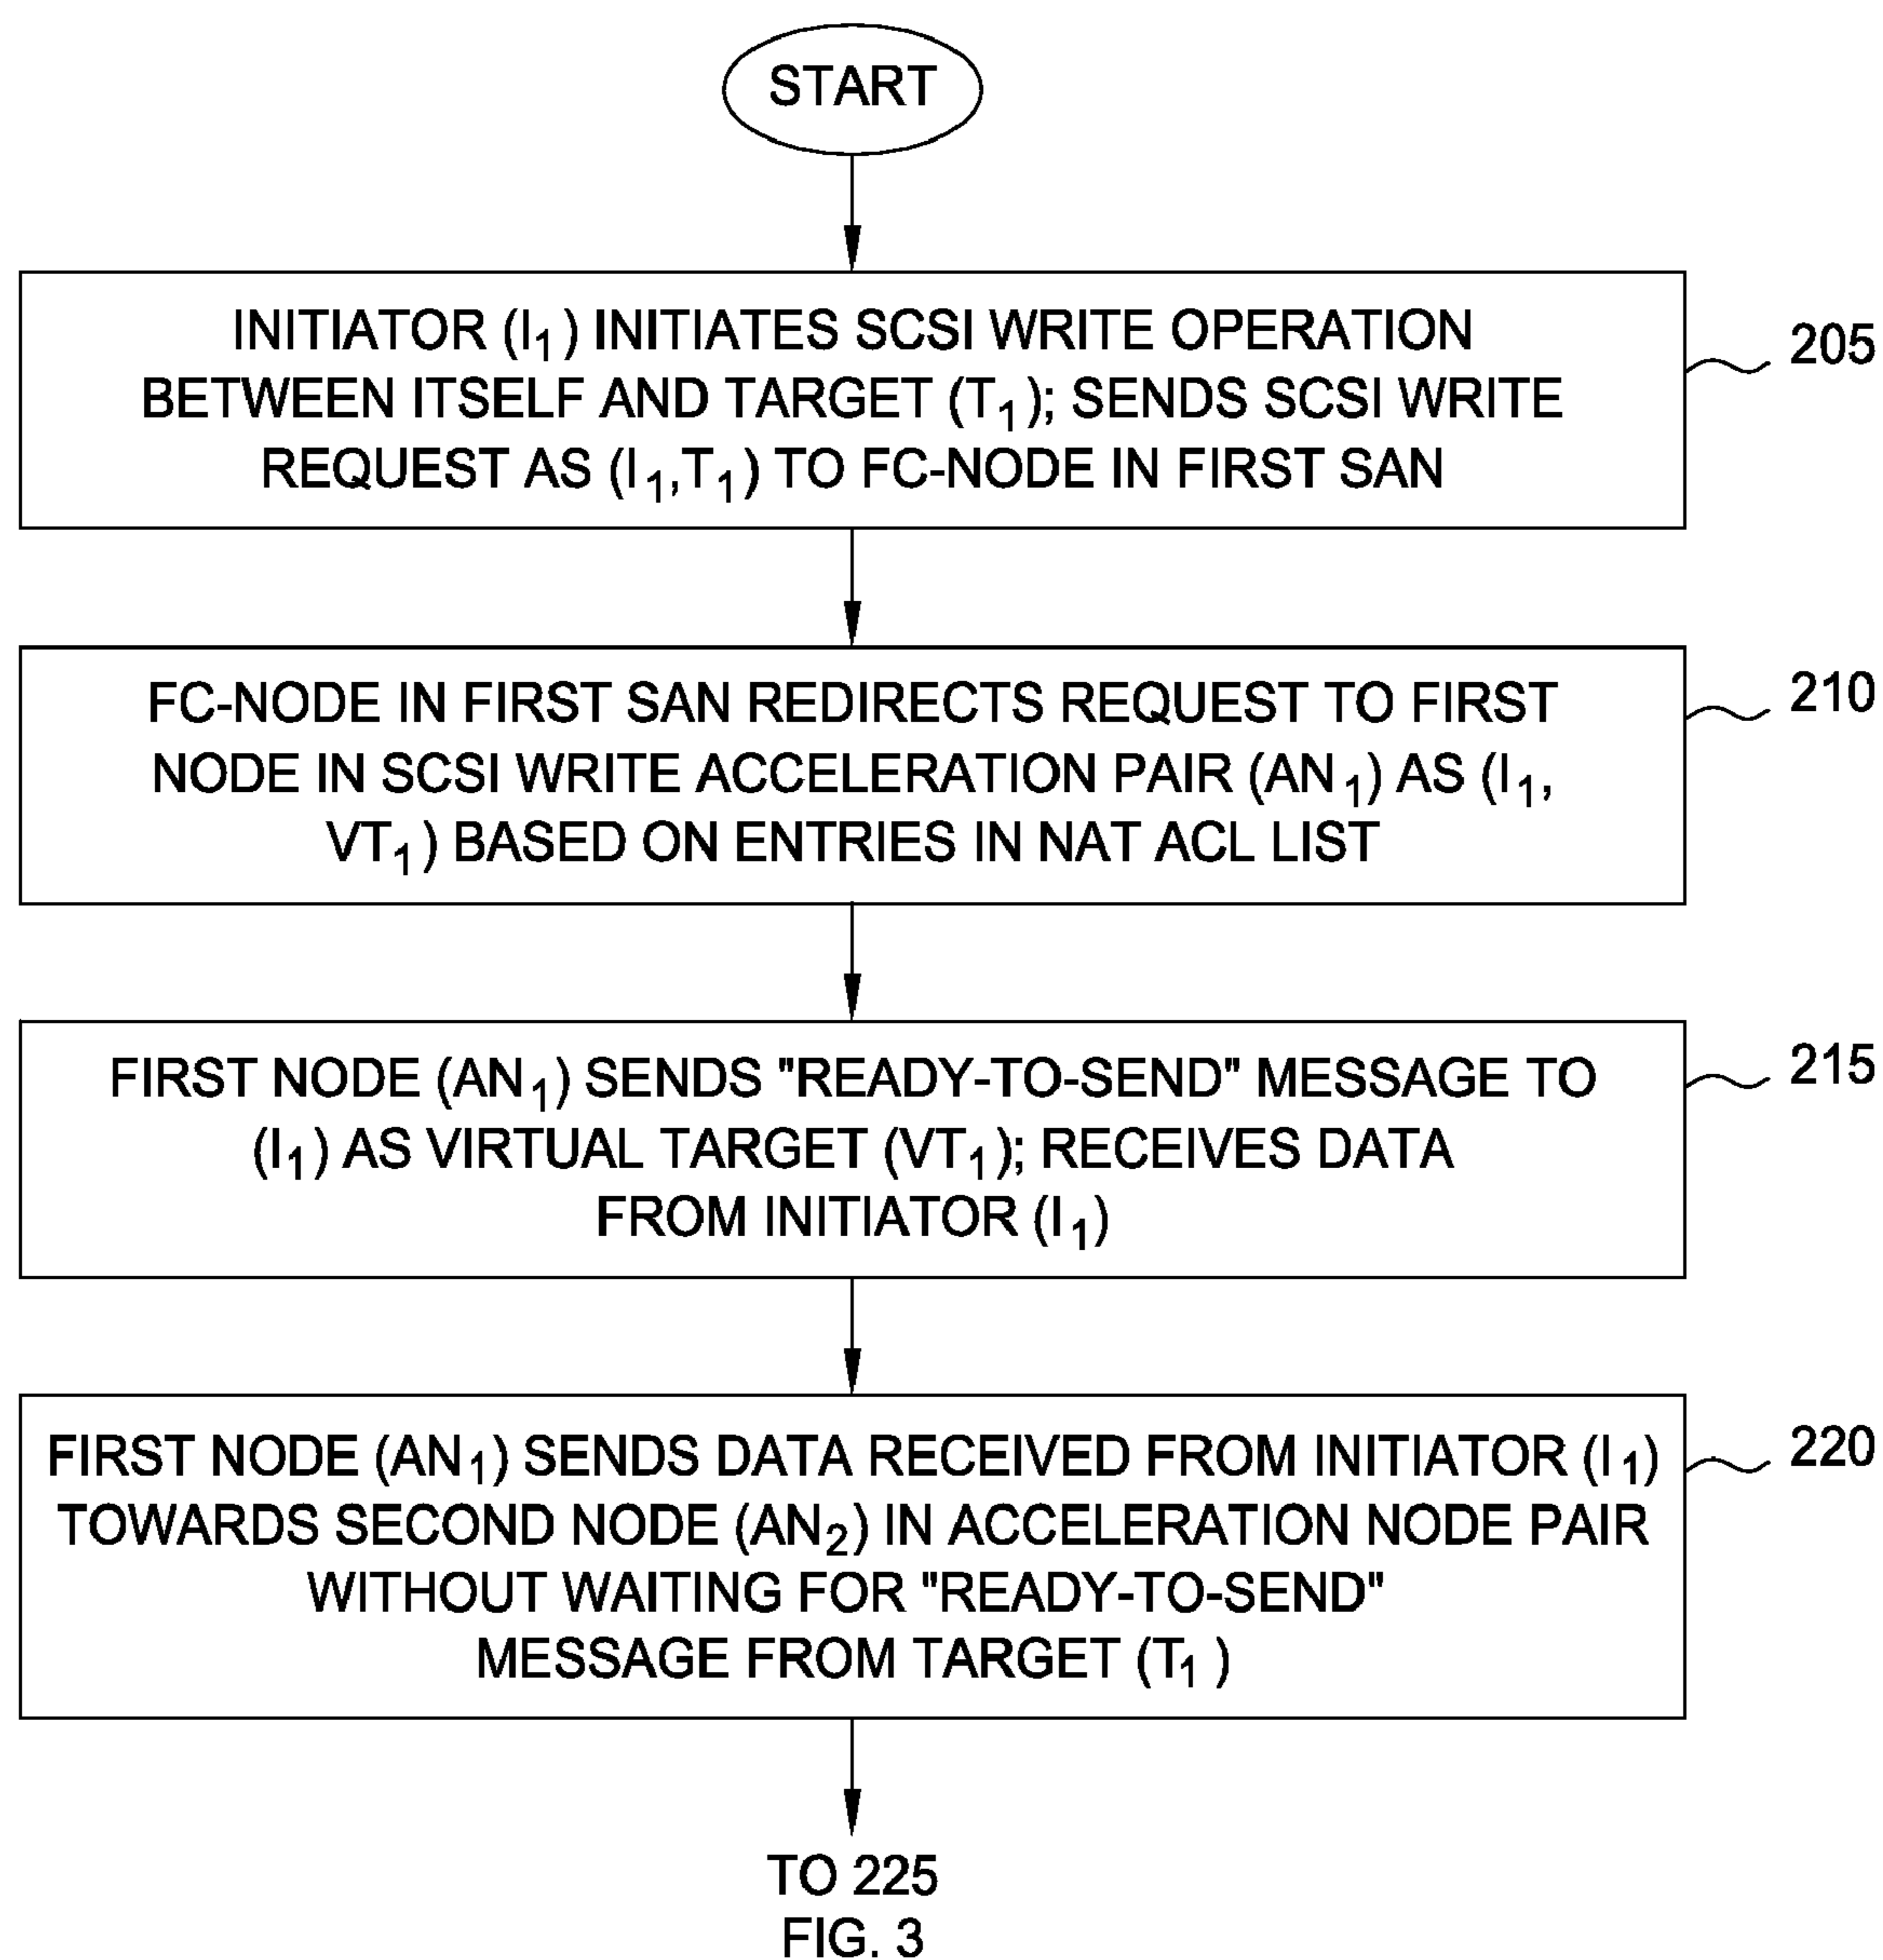 START
INITIATOR (I₁) INITIATES SCSI WRITE OPERATION
BETWEEN ITSELF AND TARGET (T₁); SENDS SCSI WRITE
REQUEST AS (I₁,T₁) TO FC-NODE IN FIRST SAN
205
FC-NODE IN FIRST SAN REDIRECTS REQUEST TO FIRST
NODE IN SCSI WRITE ACCELERATION PAIR (AN₁) AS (I₁,
VT₁) BASED ON ENTRIES IN NAT ACL LIST
210
FIRST NODE (AN₁) SENDS "READY-TO-SEND" MESSAGE TO
(I₁) AS VIRTUAL TARGET (VT₁); RECEIVES DATA
FROM INITIATOR (I₁)
215
FIRST NODE (AN₁) SENDS DATA RECEIVED FROM INITIATOR (I₁)
TOWARDS SECOND NODE (AN₂) IN ACCELERATION NODE PAIR
WITHOUT WAITING FOR "READY-TO-SEND"
MESSAGE FROM TARGET (T₁)
220
TO 225
FIG. 3